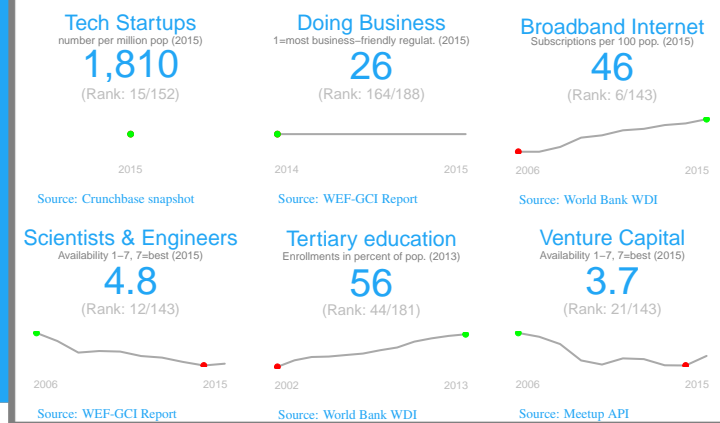 Tech Startups
number per million pop (2015)
1,810
(Rank: 15/152)
2015
Source: Crunchbase snapshot
Doing Business
1=most business−friendly regulat. (2015)
26
(Rank: 164/188)
2014 2015
Source: WEF-GCI Report
Broadband Internet
Subscriptions per 100 pop. (2015)
46
(Rank: 6/143)
2006 2015
Source: World Bank WDI
Scientists & Engineers
Availability 1−7, 7=best (2015)
4.8
(Rank: 12/143)
2006 2015
Source: WEF-GCI Report
Tertiary education
Enrollments in percent of pop. (2013)
56
(Rank: 44/181)
2002 2013
Source: World Bank WDI
Venture Capital
Availability 1−7, 7=best (2015)
3.7
(Rank: 21/143)
2006 2015
Source: Meetup API